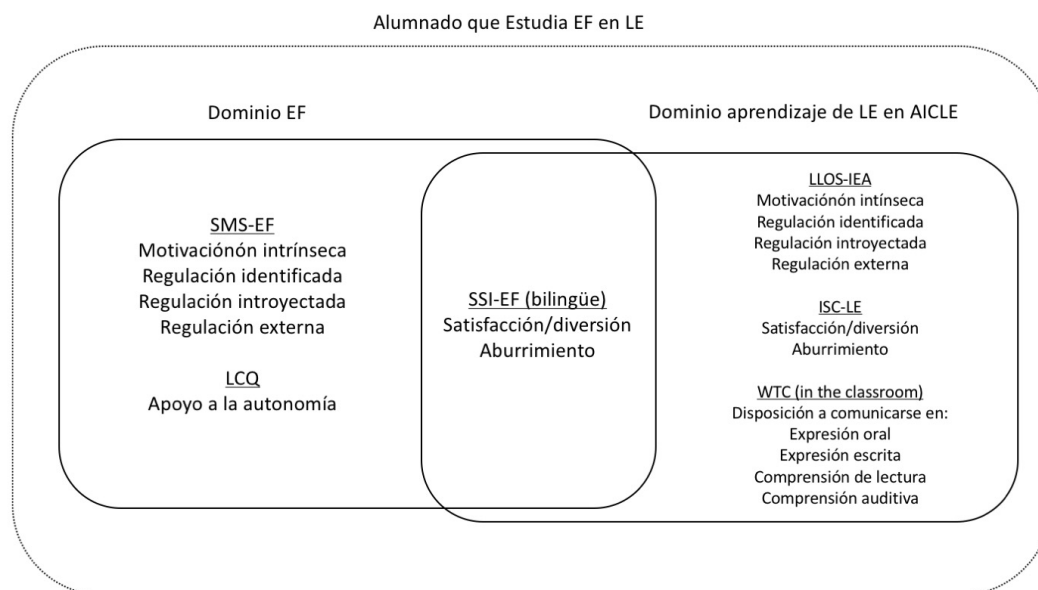 Alumnado que Estudia EF en LE
Dominio EF
Dominio aprendizaje de LE en AICLE
SMS-EF
Motivaciónón intrínseca
Regulación identificada
Regulación introyectada
Regulación externa
LCQ
Apoyo a la autonomía
SSI-EF (bilingüe)
Satisfacción/diversión
Aburrimiento
LLOS-IEA
Motivaciónón intínseca
Regulación identificada
Regulación introyectada
Regulación externa
ISC-LE
Satisfacción/diversión
Aburrimiento
WTC (in the classroom)
Disposición a comunicarse en:
Expresión oral
Expresión escrita
Comprensión de lectura
Comprensión auditiva